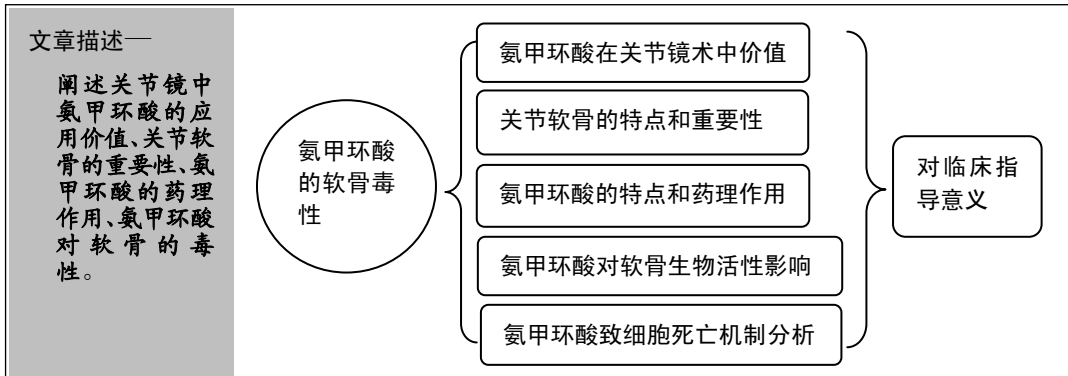 文章描述—
阐述关节镜中
氨甲环酸的应
用价值、关节软
骨的重要性、氨
甲环酸的药理
作用、氨甲环酸
对软骨的毒
性。
氨甲环酸
的软骨毒
性
氨甲环酸在关节镜术中价值
关节软骨的特点和重要性
氨甲环酸的特点和药理作用
氨甲环酸对软骨生物活性影响
氨甲环酸致细胞死亡机制分析
对临床指
导意义